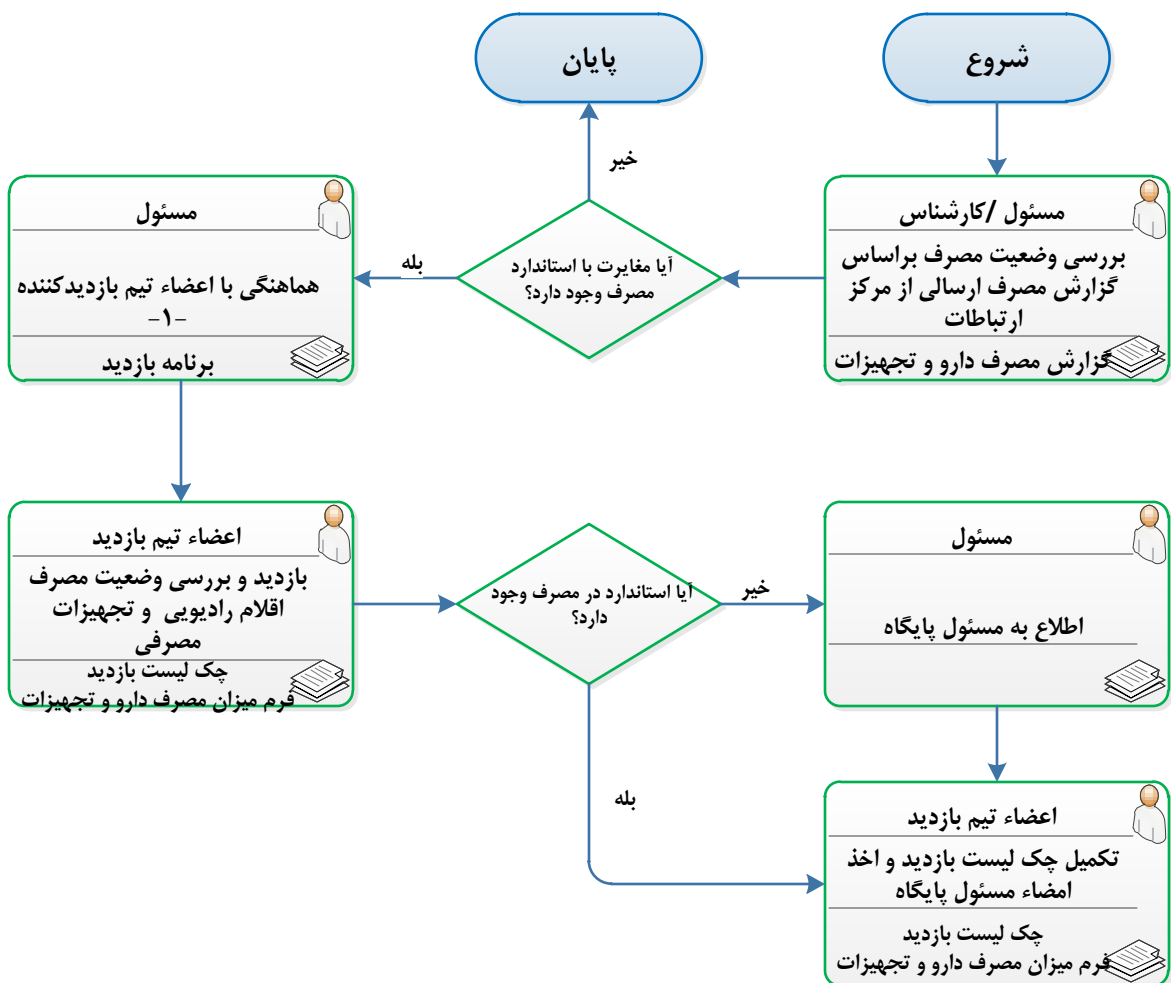 شروع
پایان
خیر
مسئول /کارشناس
بررسی وضعیت مصرف براساس
گزارش مصرف ارسالی از مرکز
ارتباطات
گزارش مصرف دارو و تجهیزات
آیا مغایرت با استاندارد
مصرف وجود دارد؟
بله
مسئول
هماهنگی با اعضاء تیم بازدیدکننده
-۱-
برنامه بازدید
اعضاء تیم بازدید
بازدید و بررسی وضعیت مصرف
اقلام رادیویی و تجهیزات
مصرفی
چک لیست بازدید
فرم میزان مصرف دارو و تجهیزات
آیا استاندارد در مصرف وجود
دارد؟
خیر
مسئول
اطلاع به مسئول پایگاه
بله
اعضاء تیم بازدید
تکمیل چک لیست بازدید و اخذ
امضاء مسئول پایگاه
چک لیست بازدید
فرم میزان مصرف دارو و تجهیزات